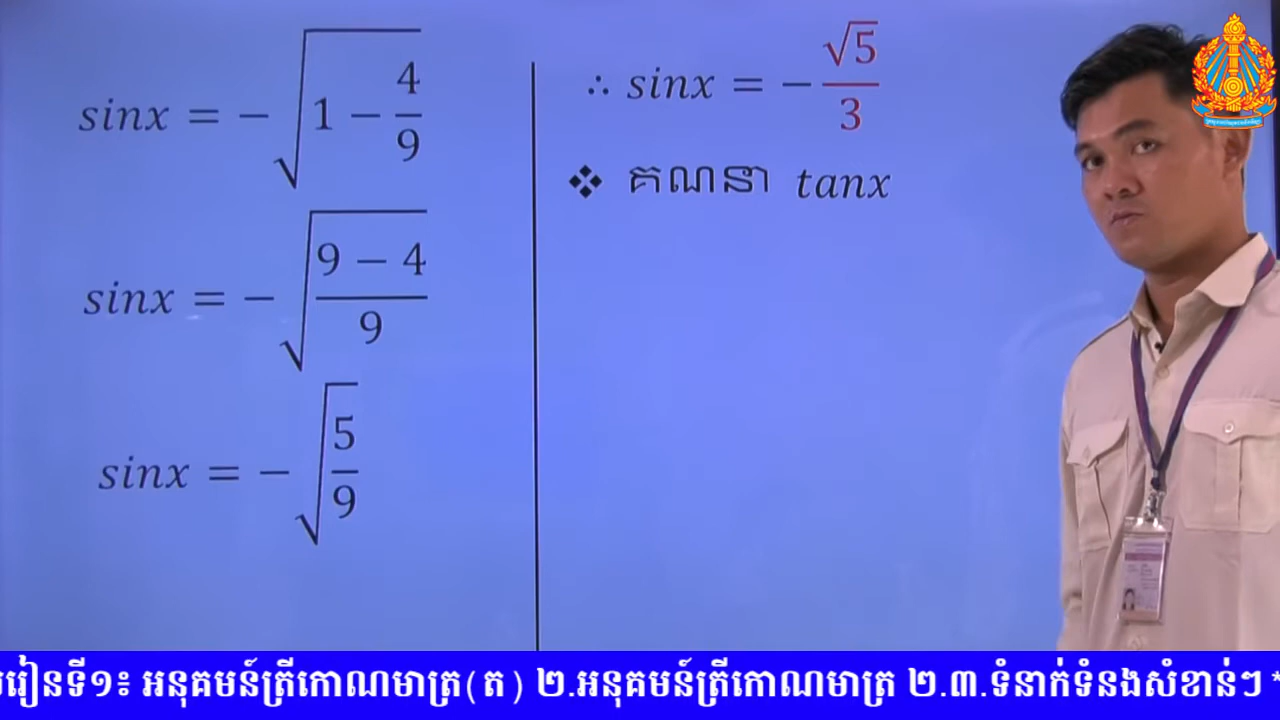 sinx = −√(1 − 4/9)
sinx = −√((9 − 4)/9)
sinx = −√(5/9)
∴ sinx = −√5/3
❖ គណនា tanx
រៀនទី១៖ អនុគមន៍ត្រីកោណមាត្រ(ត) ២.អនុគមន៍ត្រីកោណមាត្រ ២.៣.ទំនាក់ទំនងសំខាន់ៗ *